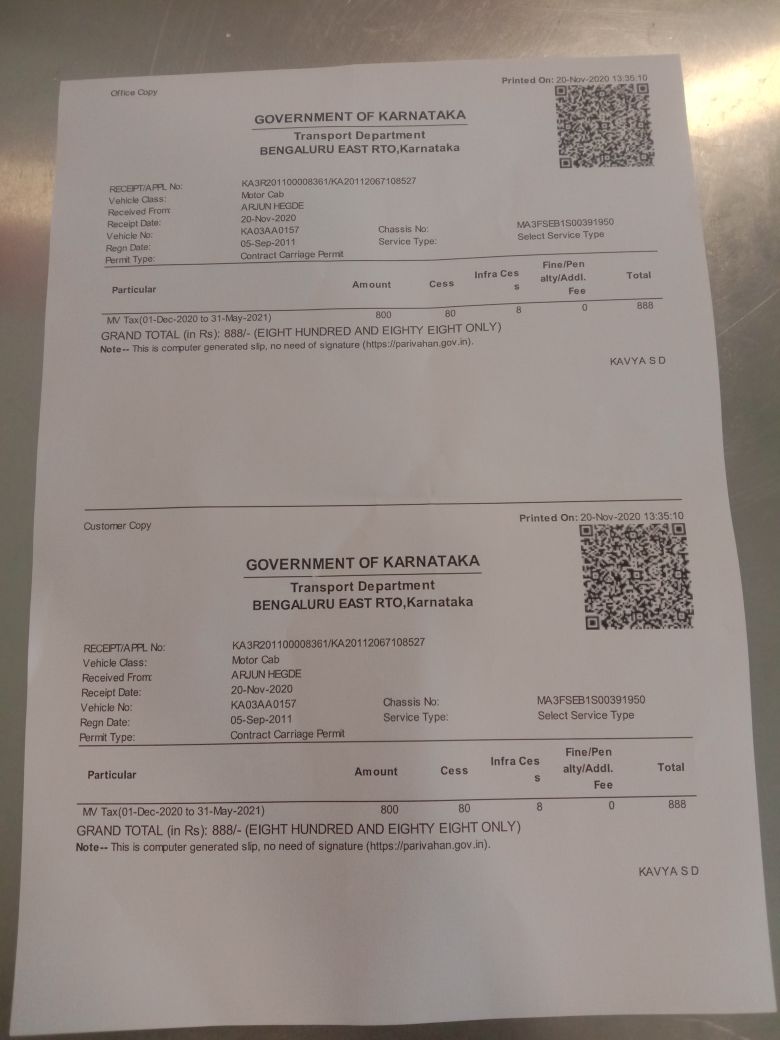 Office Copy
Printed On: 20-Nov-2020 13:35:10
GOVERNMENT OF KARNATAKA
Transport Department
BENGALURU EAST RTO,Karnataka
RECEIPT/APPL No: KA3R201100008361/KA20112067108527
Vehicle Class: Motor Cab
Received From: ARJUN HEGDE
Receipt Date: 20-Nov-2020
Vehicle No: KA03AA0157 Chassis No: MA3FSEB1S00391950
Regn Date: 05-Sep-2011 Service Type: Select Service Type
Permit Type: Contract Carriage Permit
Particular Amount Cess Infra Ces s Fine/Pen alty/Addl. Fee Total
MV Tax(01-Dec-2020 to 31-May-2021) 800 80 8 0 888
GRAND TOTAL (in Rs): 888/- (EIGHT HUNDRED AND EIGHTY EIGHT ONLY)
Note-- This is computer generated slip, no need of signature (https://parivahan.gov.in).
KAVYA S D
Customer Copy
Printed On: 20-Nov-2020 13:35:10
GOVERNMENT OF KARNATAKA
Transport Department
BENGALURU EAST RTO,Karnataka
RECEIPT/APPL No: KA3R201100008361/KA20112067108527
Vehicle Class: Motor Cab
Received From: ARJUN HEGDE
Receipt Date: 20-Nov-2020
Vehicle No: KA03AA0157 Chassis No: MA3FSEB1S00391950
Regn Date: 05-Sep-2011 Service Type: Select Service Type
Permit Type: Contract Carriage Permit
Particular Amount Cess Infra Ces s Fine/Pen alty/Addl. Fee Total
MV Tax(01-Dec-2020 to 31-May-2021) 800 80 8 0 888
GRAND TOTAL (in Rs): 888/- (EIGHT HUNDRED AND EIGHTY EIGHT ONLY)
Note-- This is computer generated slip, no need of signature (https://parivahan.gov.in).
KAVYA S D